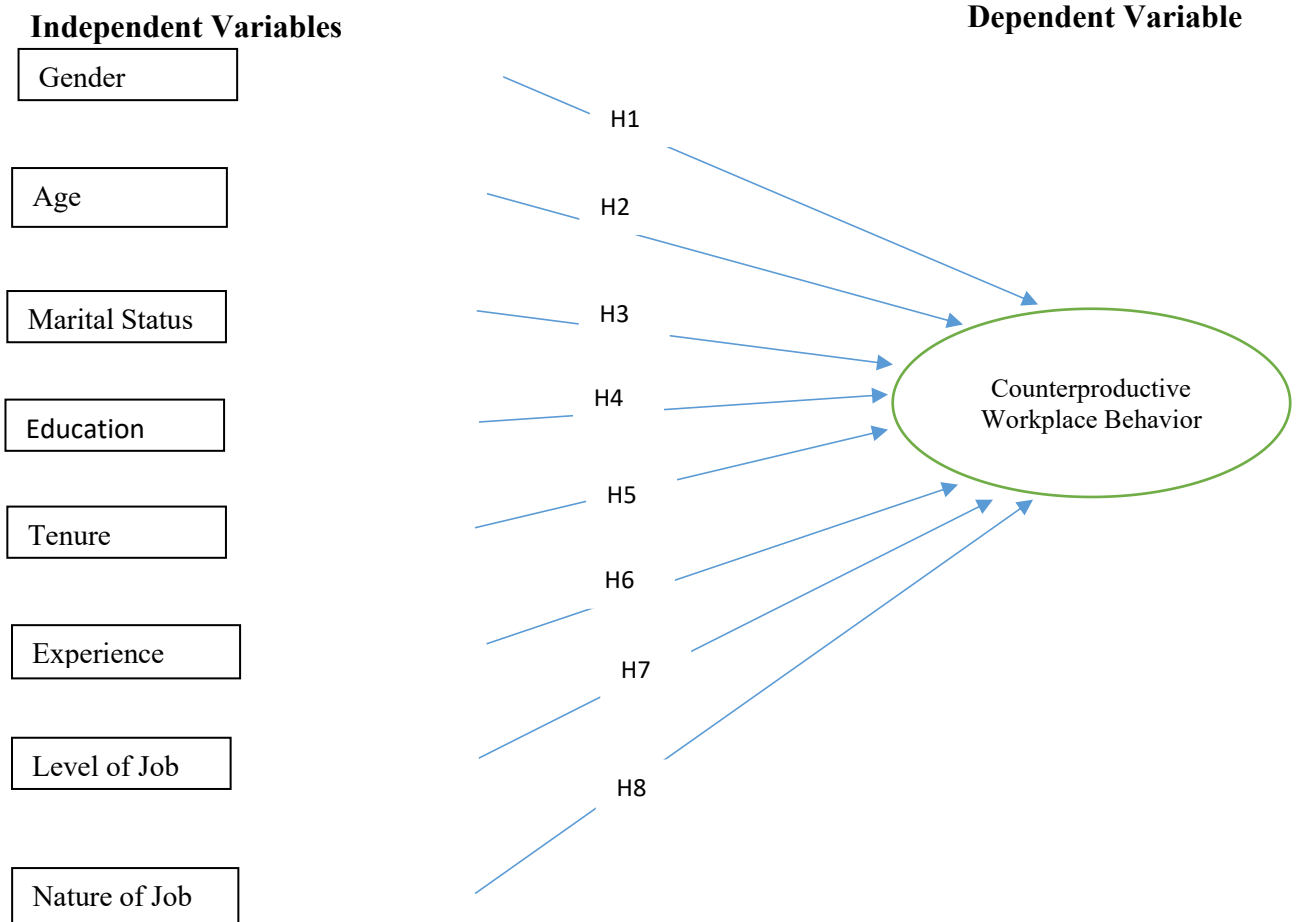 Independent Variables
Dependent Variable
Gender
H1
Age
H2
Marital Status
H3
Education
H4
Counterproductive
Workplace Behavior
Tenure
H5
Experience
H6
Level of Job
H7
Nature of Job
H8